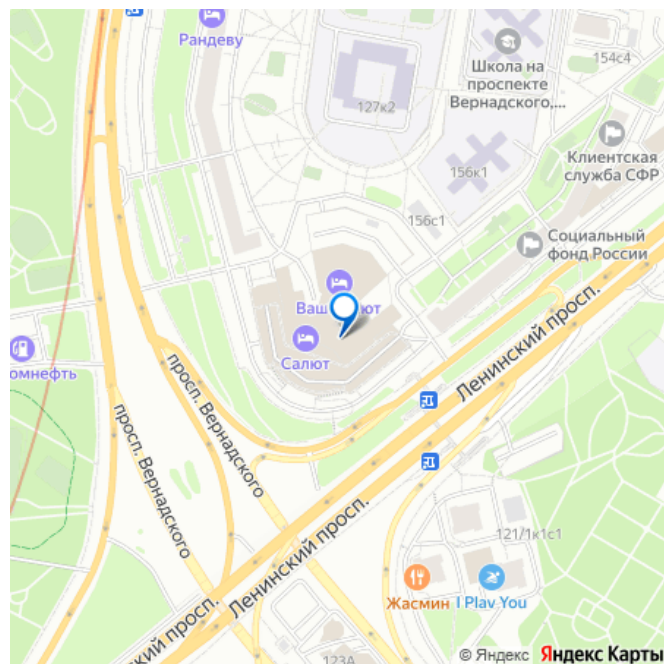 Рандеву
154с4
Школа на
проспекте
Вернадского,...
127к2
Клиентская
служба СФР
156к1
156с1
Социальный
фонд России
Салют
омнефть
Ленинский просп.
просп. Вернадского
просп. Вернадского
Ленинский просп.
121/1к1с1
Жасмин
I Play You
нский просп.
123А
© Яндекс Яндекс Карты